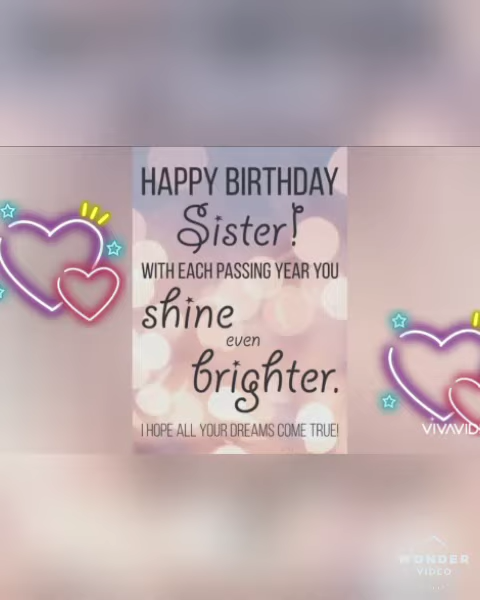 HAPPY BIRTHDAY
Sister!
WITH EACH PASSING YEAR YOU
shine
even
brighter.
I HOPE ALL YOUR DREAMS COME TRUE!
VIVAVID
WONDER
VIDEO